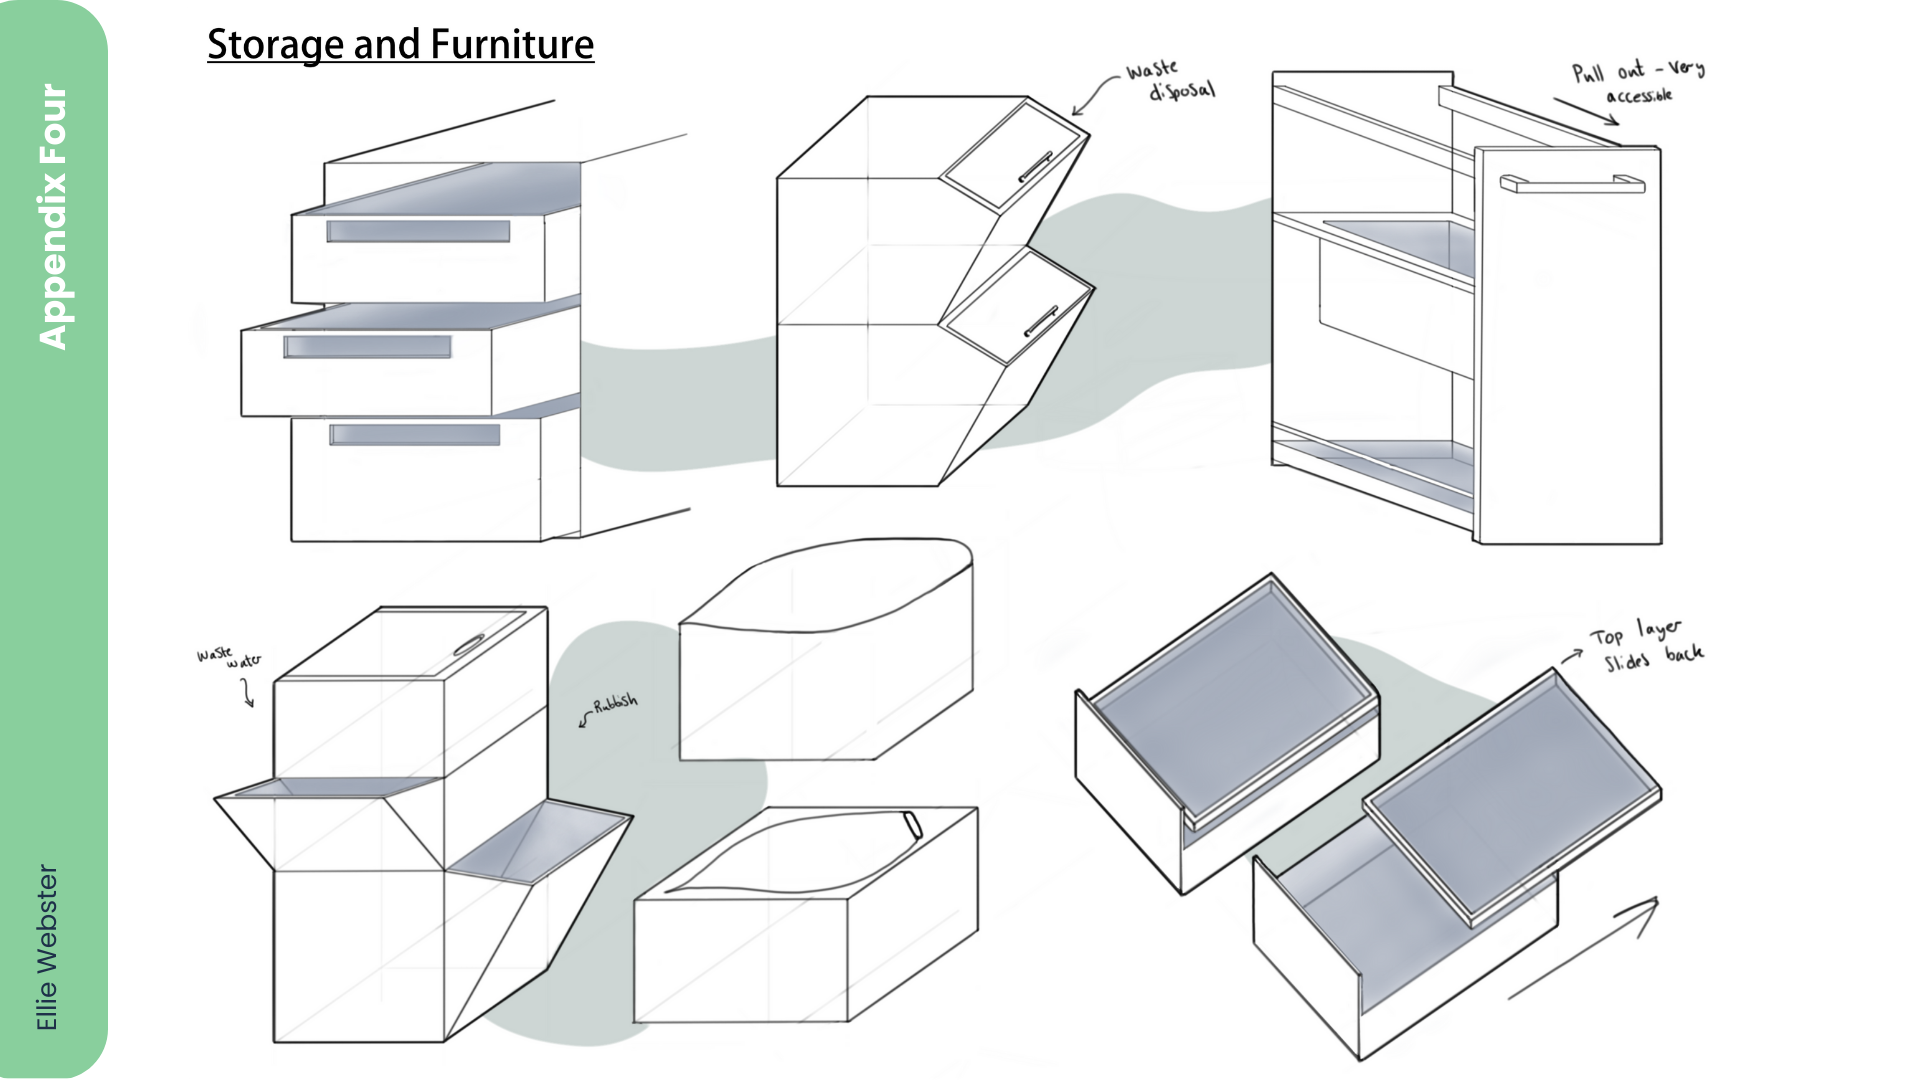 Storage and Furniture
Appendix Four
Ellie Webster
Waste
disposal
Pull out - very
accessible
Waste
water
Rubbish
Top layer
slides back